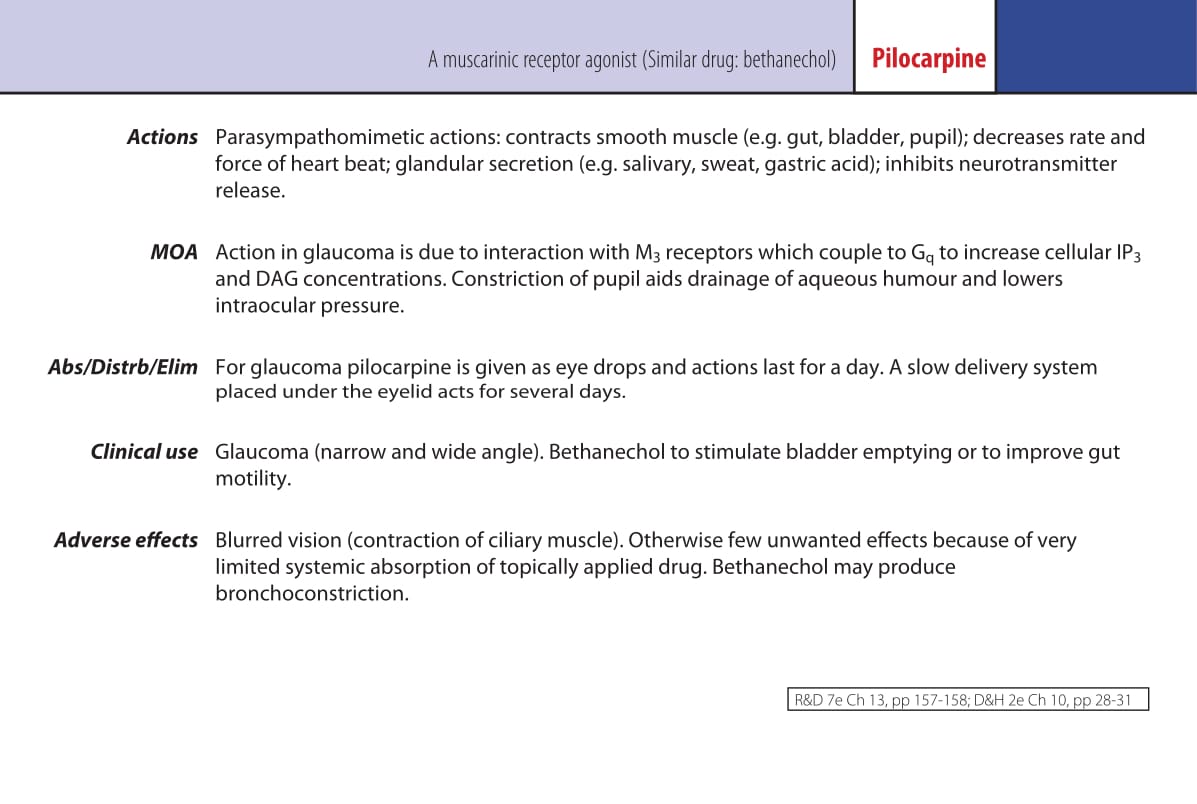 A muscarinic receptor agonist (Similar drug: bethanechol) Pilocarpine
Actions Parasympathomimetic actions: contracts smooth muscle (e.g. gut, bladder, pupil); decreases rate and
force of heart beat; glandular secretion (e.g. salivary, sweat, gastric acid); inhibits neurotransmitter
release.
MOA Action in glaucoma is due to interaction with M₃ receptors which couple to Gq to increase cellular IP₃
and DAG concentrations. Constriction of pupil aids drainage of aqueous humour and lowers
intraocular pressure.
Abs/Distrb/Elim For glaucoma pilocarpine is given as eye drops and actions last for a day. A slow delivery system
placed under the eyelid acts for several days.
Clinical use Glaucoma (narrow and wide angle). Bethanechol to stimulate bladder emptying or to improve gut
motility.
Adverse effects Blurred vision (contraction of ciliary muscle). Otherwise few unwanted effects because of very
limited systemic absorption of topically applied drug. Bethanechol may produce
bronchoconstriction.
R&D 7e Ch 13, pp 157-158; D&H 2e Ch 10, pp 28-31